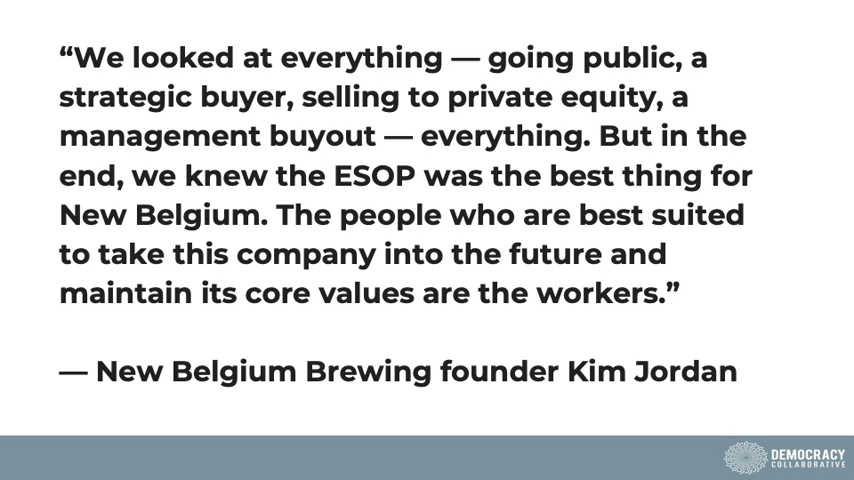 “We looked at everything — going public, a
strategic buyer, selling to private equity, a
management buyout — everything. But in the
end, we knew the ESOP was the best thing for
New Belgium. The people who are best suited
to take this company into the future and
maintain its core values are the workers.”
— New Belgium Brewing founder Kim Jordan
DEMOCRACY
COLLABORATIVE